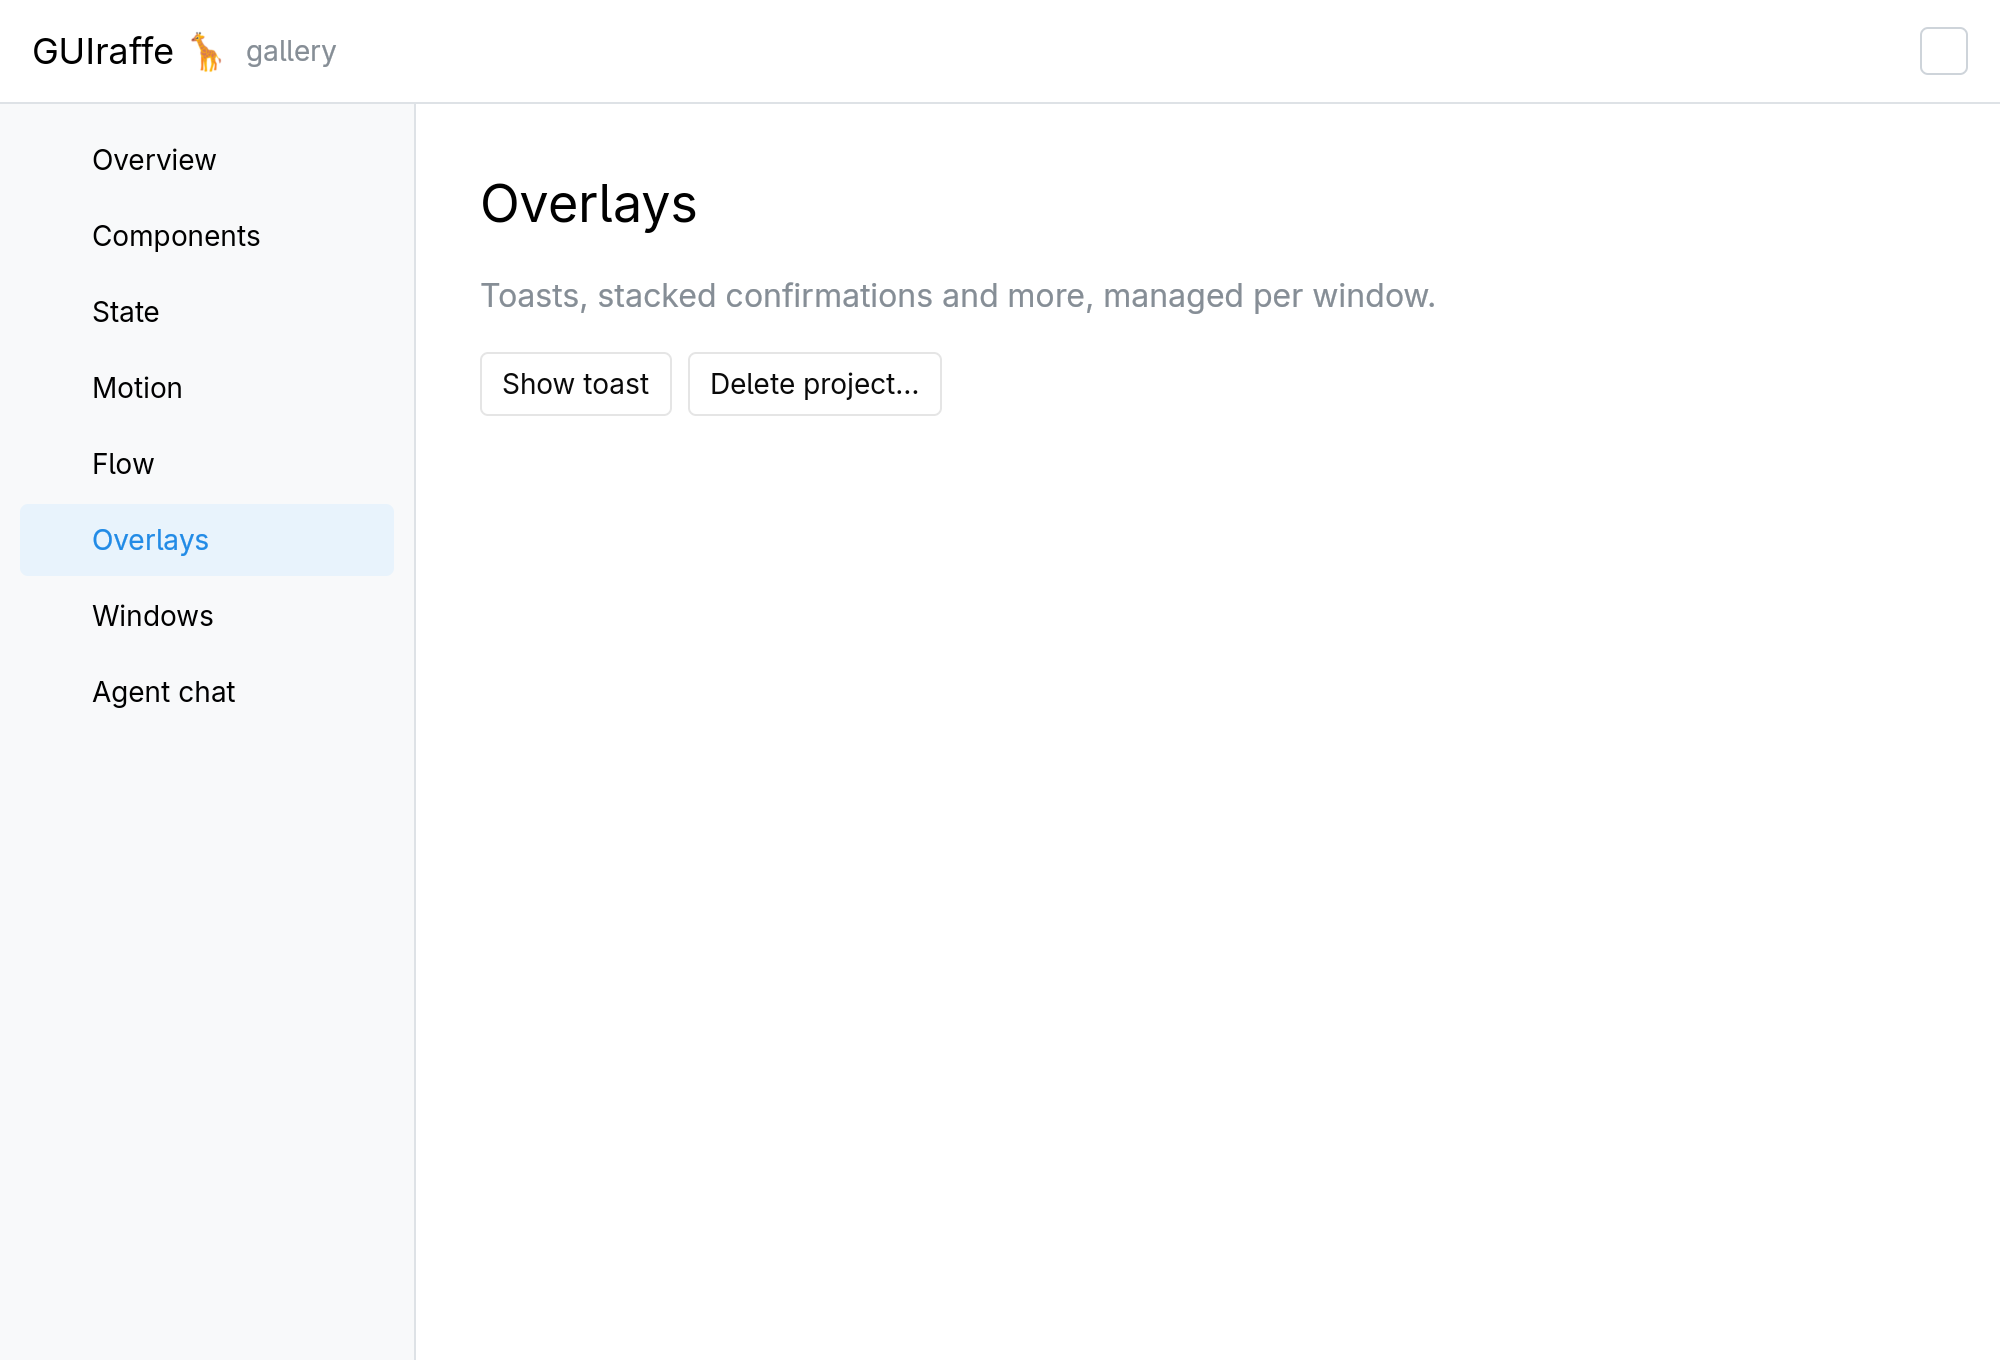 GUIraffe 🦒 gallery
Overview
Components
State
Motion
Flow
Overlays
Windows
Agent chat
Overlays
Toasts, stacked confirmations and more, managed per window.
Show toast
Delete project...